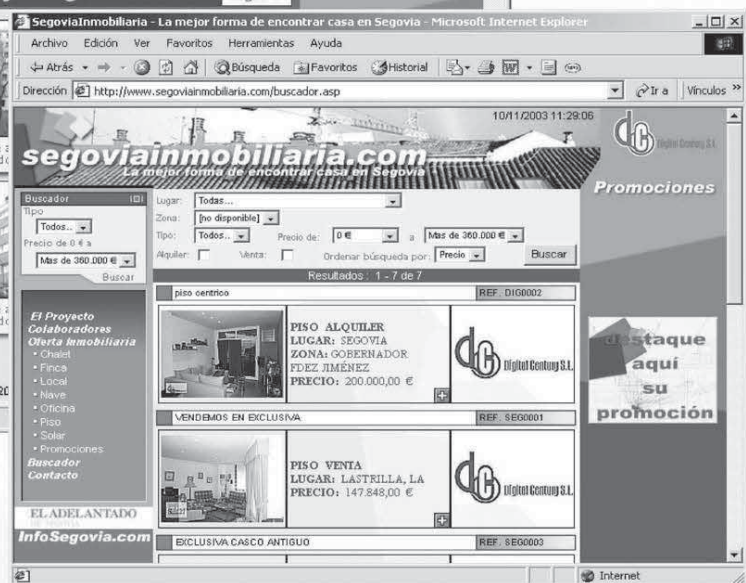 SegoviaInmobiliaria - La mejor forma de encontrar casa en Segovia - Microsoft Internet Explorer
Archivo Edición Ver Favoritos Herramientas Ayuda
Atrás Búsqueda Favoritos Historial
Dirección http://www.segoviainmobiliaria.com/buscador.asp Ir a Vínculos »
10/11/2003 11:29:06
segoviainmobiliaria.com
La mejor forma de encontrar casa en Segovia
dc Digital Century S.L.
Promociones
Buscador
Tipo
Todos..
Precio de 0 € a
Mas de 360.000 €
Buscar
Lugar: Todas...
Zona: [no disponible]
Tipo: Todos.. Precio de: 0 € a Mas de 360.000 €
Alquiler: Venta: Ordenar búsqueda por: Precio Buscar
Resultados : 1 - 7 de 7
El Proyecto
Colaboradores
Oferta Inmobiliaria
• Chalet
• Finca
• Local
• Nave
• Oficina
• Piso
• Solar
• Promociones
Buscador
Contacto
EL ADELANTADO
DE SEGOVIA
InfoSegovia.com
piso centrico REF. DIG0002
PISO ALQUILER
LUGAR: SEGOVIA
ZONA: GOBERNADOR
FDEZ JIMÉNEZ
PRECIO: 200.000,00 €
dc Digital Century S.L.
VENDEMOS EN EXCLUSIVA REF. SEG0001
PISO VENTA
LUGAR: LASTRILLA, LA
PRECIO: 147.848,00 €
dc Digital Century S.L.
EXCLUSIVA CASCO ANTIGUO REF. SEG0003
destaque
aquí
su
promoción
Internet